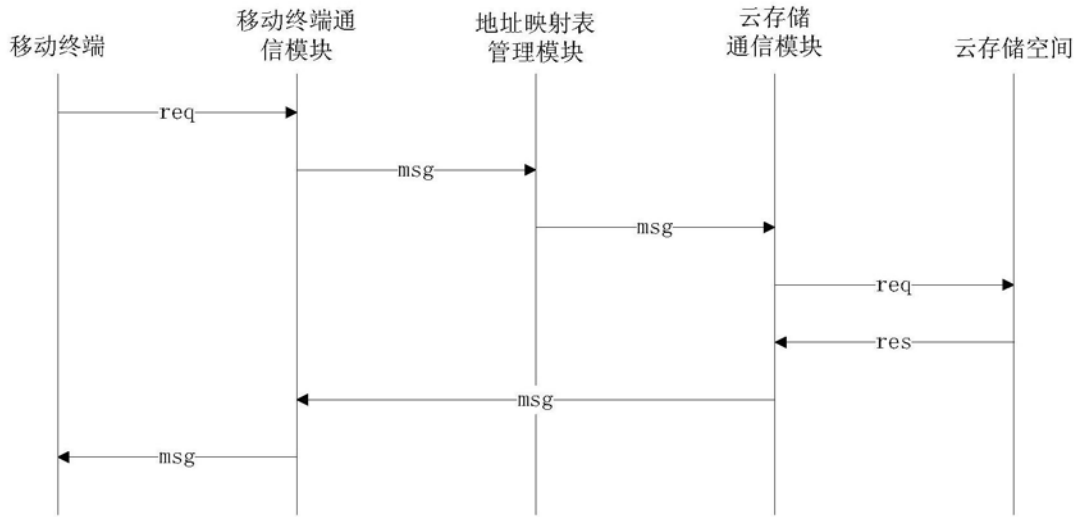 移动终端
移动终端通
信模块
地址映射表
管理模块
云存储
通信模块
云存储空间
req
msg
msg
req
res
msg
msg